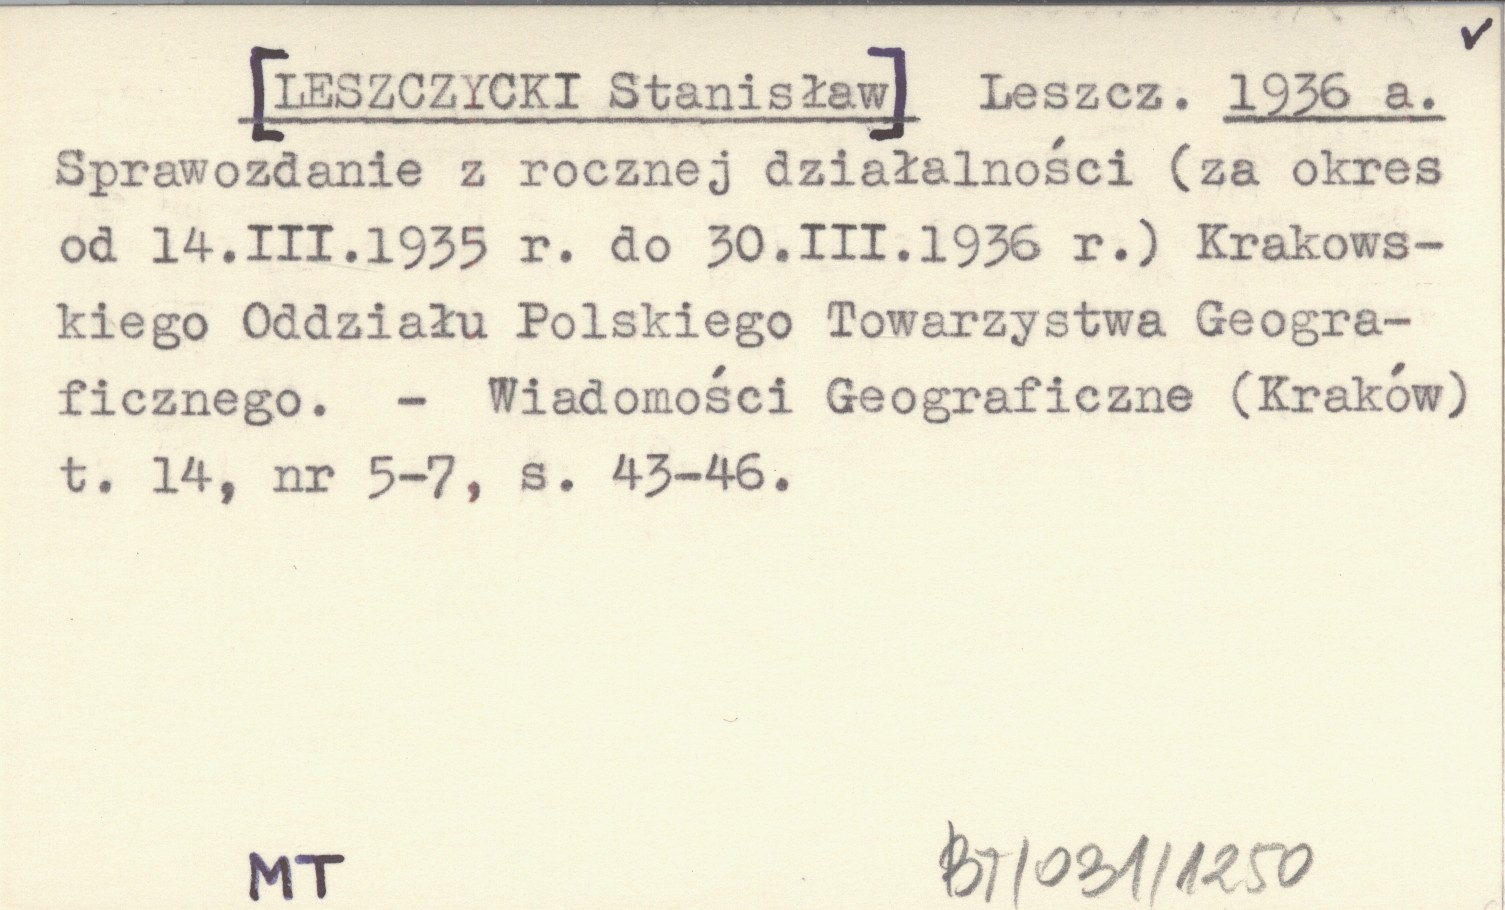 [LESZCZYCKI Stanisław] Leszcz. 1936 a. ✓
Sprawozdanie z rocznej działalności (za okres
od 14.III.1935 r. do 30.III.1936 r.) Krakows-
kiego Oddziału Polskiego Towarzystwa Geogra-
ficznego. - Wiadomości Geograficzne (Kraków)
t. 14, nr 5-7, s. 43-46.
MT BT/031/1250